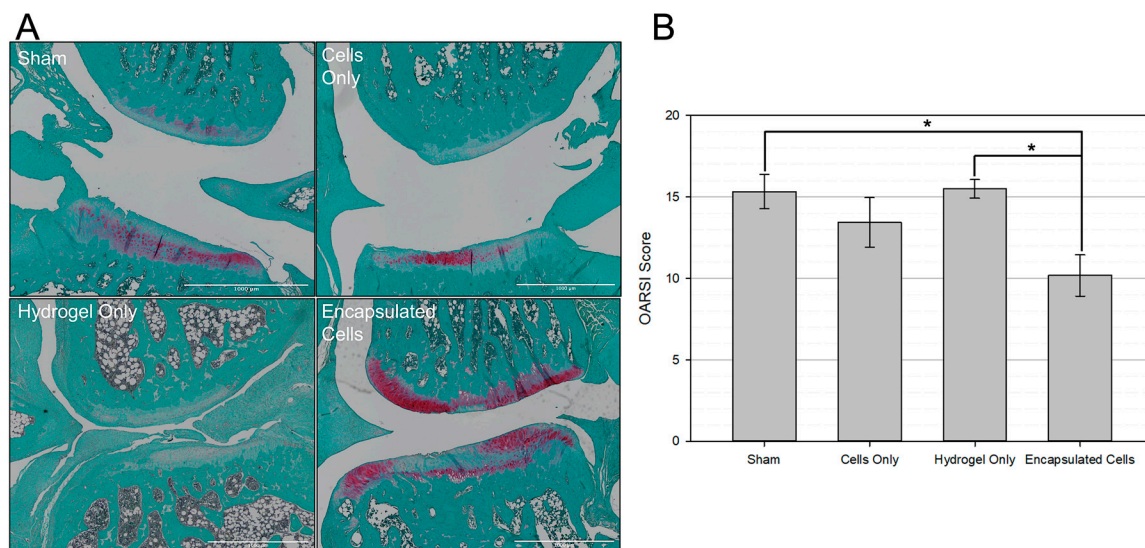 A
Sham
Cells
Only
1000 µm
1000 µm
Hydrogel Only
Encapsulated
Cells
B
20
15
10
5
0
OARSI Score
*
*
Sham
Cells Only
Hydrogel Only
Encapsulated Cells